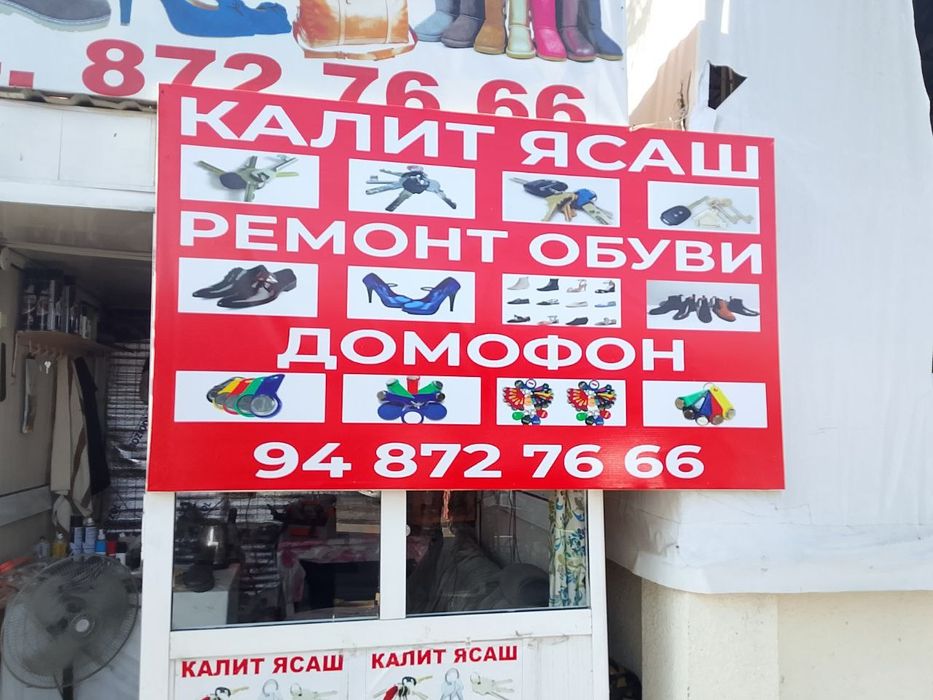 872 76 66
КАЛИТ ЯСАШ
РЕМОНТ ОБУВИ
ДОМОФОН
94 872 76 66
КАЛИТ ЯСАШ
КАЛИТ ЯСАШ